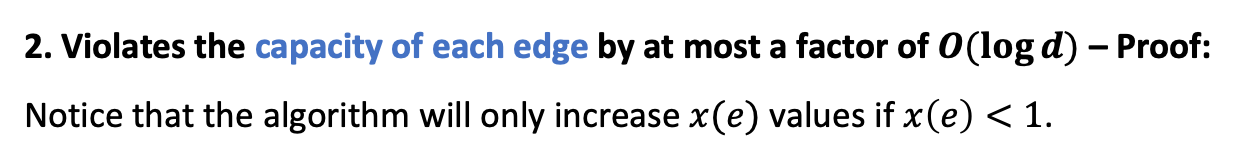 2. Violates the capacity of each edge by at most a factor of O(log d) – Proof:
Notice that the algorithm will only increase x(e) values if x(e) < 1.